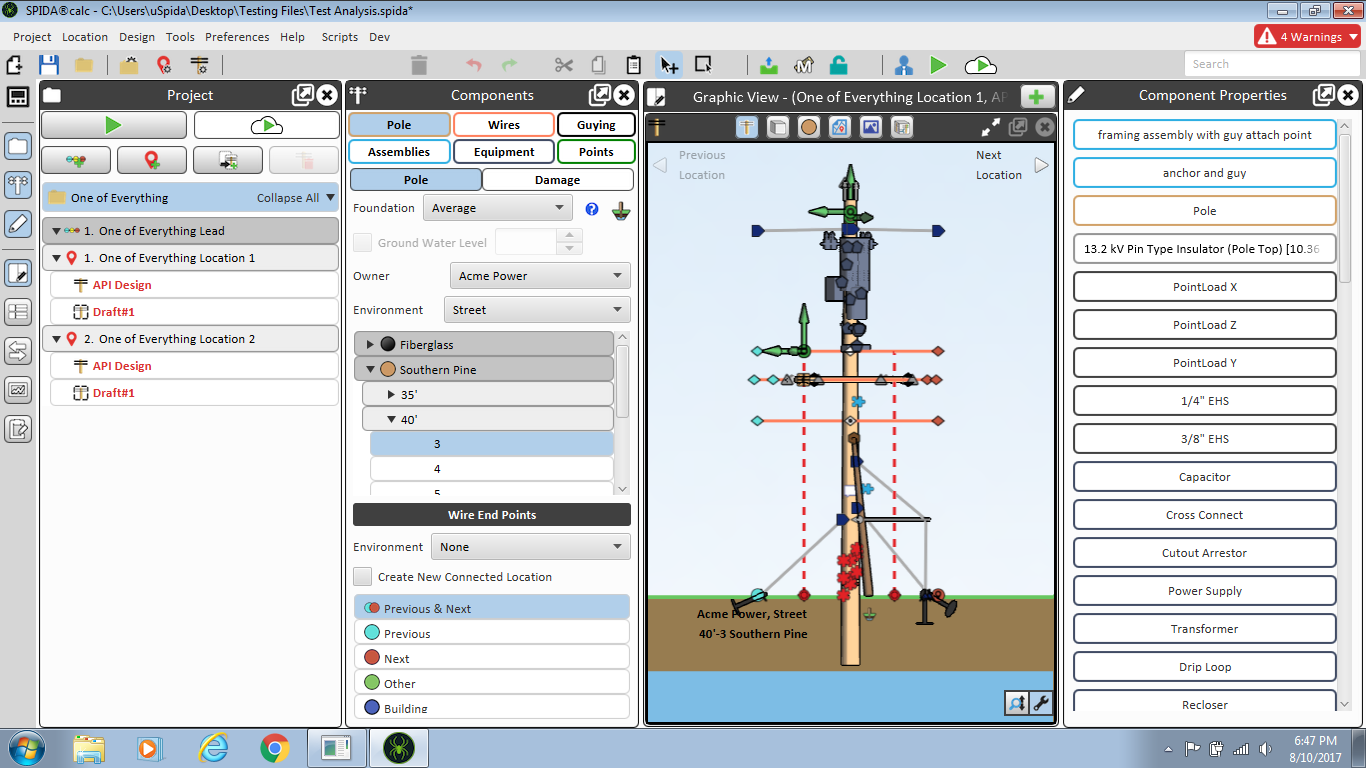 SPIDA®calc - C:\Users\uSpida\Desktop\Testing Files\Test Analysis.spida*
Project Location Design Tools Preferences Help Scripts Dev
4 Warnings
Search
Project
One of Everything
Collapse All
1. One of Everything Lead
1. One of Everything Location 1
API Design
Draft#1
2. One of Everything Location 2
API Design
Draft#1
Components
Pole Wires Guying
Assemblies Equipment Points
Pole Damage
Foundation Average
Ground Water Level
Owner Acme Power
Environment Street
Fiberglass
Southern Pine
35'
40'
3
4
5
Wire End Points
Environment None
Create New Connected Location
Previous & Next
Previous
Next
Other
Building
Graphic View - (One of Everything Location 1, AP
Previous
Location
Next
Location
Acme Power, Street
40'-3 Southern Pine
Component Properties
framing assembly with guy attach point
anchor and guy
Pole
13.2 kV Pin Type Insulator (Pole Top) [10.36
PointLoad X
PointLoad Z
PointLoad Y
1/4" EHS
3/8" EHS
Capacitor
Cross Connect
Cutout Arrestor
Power Supply
Transformer
Drip Loop
Recloser
6:47 PM
8/10/2017